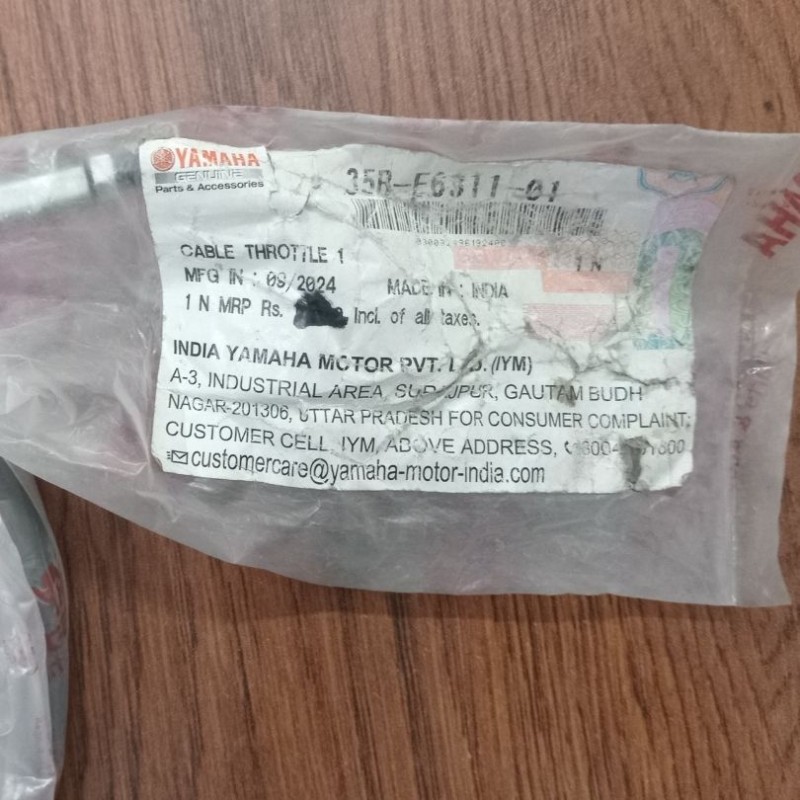 YAMAHA
GENUINE
Parts & Accessories
35B-E6311-01
CABLE THROTTLE 1
1 N
MFG IN : 09/2024 MADE IN : INDIA
1 N MRP Rs. Incl. of all taxes.
INDIA YAMAHA MOTOR PVT. (IYM)
A-3, INDUSTRIAL AREA, GAUTAM BUDH
NAGAR-201306, UTTAR PRADESH FOR CONSUMER COMPLAINT:
CUSTOMER CELL, IYM, ABOVE ADDRESS,
customercare@yamaha-motor-india.com